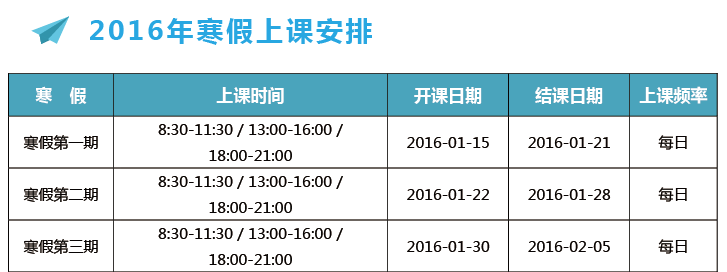 2016年寒假上课安排
寒 假 上课时间 开课日期 结课日期 上课频率
寒假第一期 8:30-11:30 / 13:00-16:00 / 18:00-21:00 2016-01-15 2016-01-21 每日
寒假第二期 8:30-11:30 / 13:00-16:00 / 18:00-21:00 2016-01-22 2016-01-28 每日
寒假第三期 8:30-11:30 / 13:00-16:00 / 18:00-21:00 2016-01-30 2016-02-05 每日